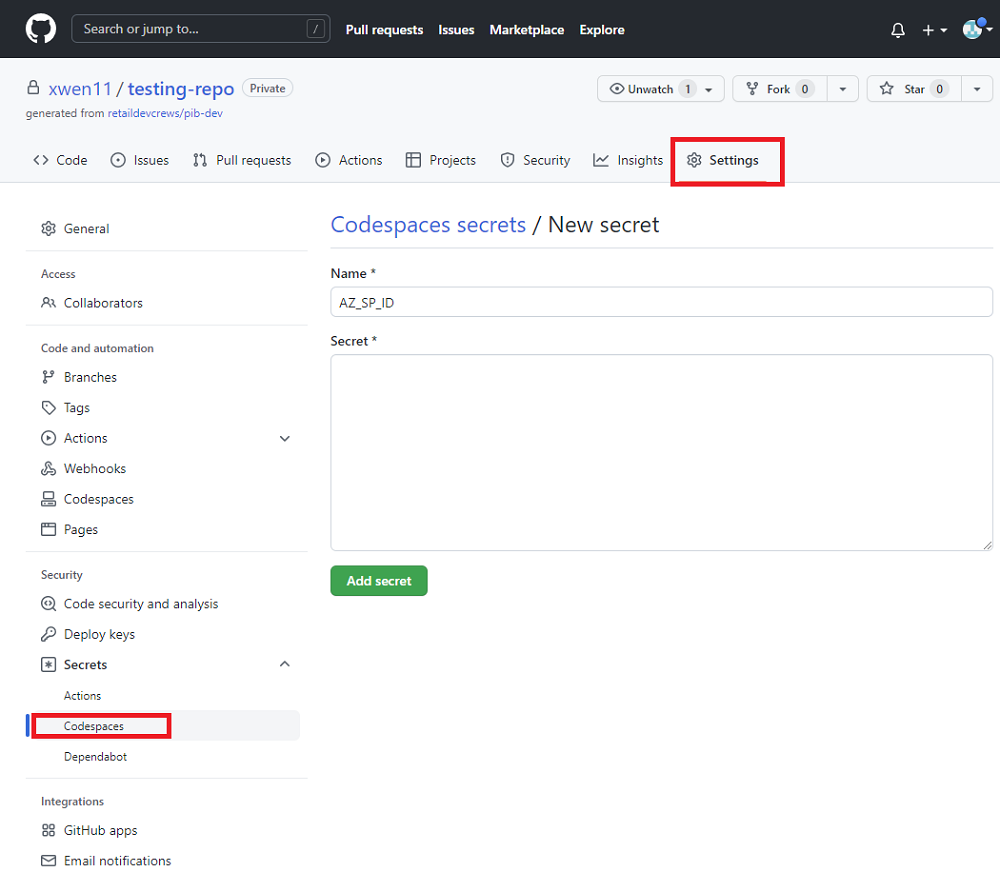 Search or jump to... / Pull requests Issues Marketplace Explore
xwen11 / testing-repo Private Unwatch 1 Fork 0 Star 0
generated from retaildevcrews/pib-dev
Code Issues Pull requests Actions Projects Security Insights Settings
General
Access
Collaborators
Code and automation
Branches
Tags
Actions
Webhooks
Codespaces
Pages
Security
Code security and analysis
Deploy keys
Secrets
Actions
Codespaces
Dependabot
Integrations
GitHub apps
Email notifications
Codespaces secrets / New secret
Name *
AZ_SP_ID
Secret *
Add secret